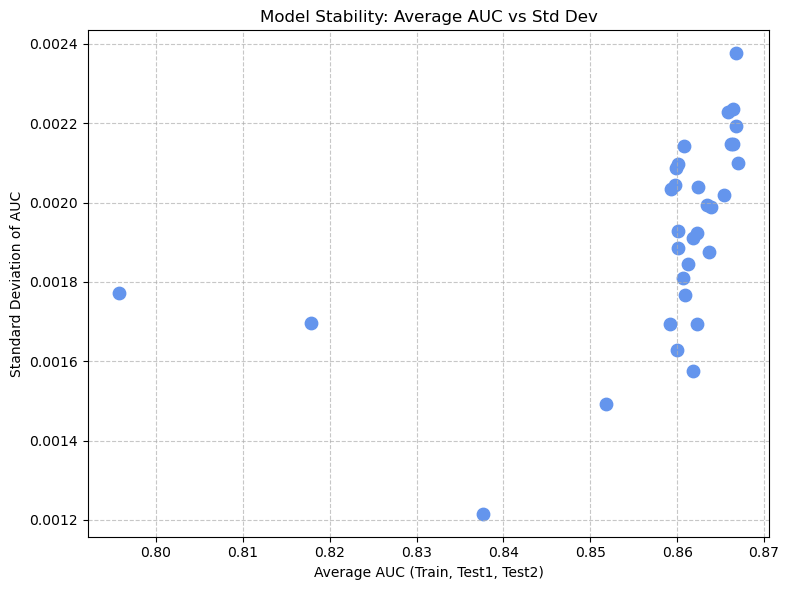 Model Stability: Average AUC vs Std Dev
Standard Deviation of AUC
0.0024
0.0022
0.0020
0.0018
0.0016
0.0014
0.0012
0.80 0.81 0.82 0.83 0.84 0.85 0.86 0.87
Average AUC (Train, Test1, Test2)